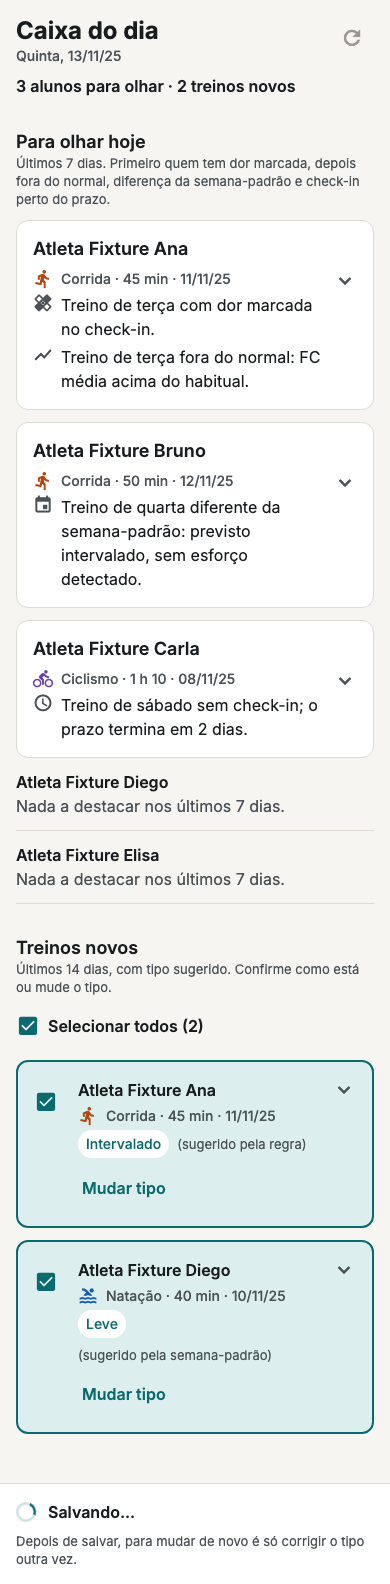 Caixa do dia
Quinta, 13/11/25
3 alunos para olhar · 2 treinos novos
Para olhar hoje
Últimos 7 dias. Primeiro quem tem dor marcada, depois
fora do normal, diferença da semana-padrão e check-in
perto do prazo.
Atleta Fixture Ana
Corrida · 45 min · 11/11/25
Treino de terça com dor marcada
no check-in.
Treino de terça fora do normal: FC
média acima do habitual.
Atleta Fixture Bruno
Corrida · 50 min · 12/11/25
Treino de quarta diferente da
semana-padrão: previsto
intervalado, sem esforço
detectado.
Atleta Fixture Carla
Ciclismo · 1 h 10 · 08/11/25
Treino de sábado sem check-in; o
prazo termina em 2 dias.
Atleta Fixture Diego
Nada a destacar nos últimos 7 dias.
Atleta Fixture Elisa
Nada a destacar nos últimos 7 dias.
Treinos novos
Últimos 14 dias, com tipo sugerido. Confirme como está
ou mude o tipo.
Selecionar todos (2)
Atleta Fixture Ana
Corrida · 45 min · 11/11/25
Intervalado (sugerido pela regra)
Mudar tipo
Atleta Fixture Diego
Natação · 40 min · 10/11/25
Leve
(sugerido pela semana-padrão)
Mudar tipo
Salvando...
Depois de salvar, para mudar de novo é só corrigir o tipo
outra vez.